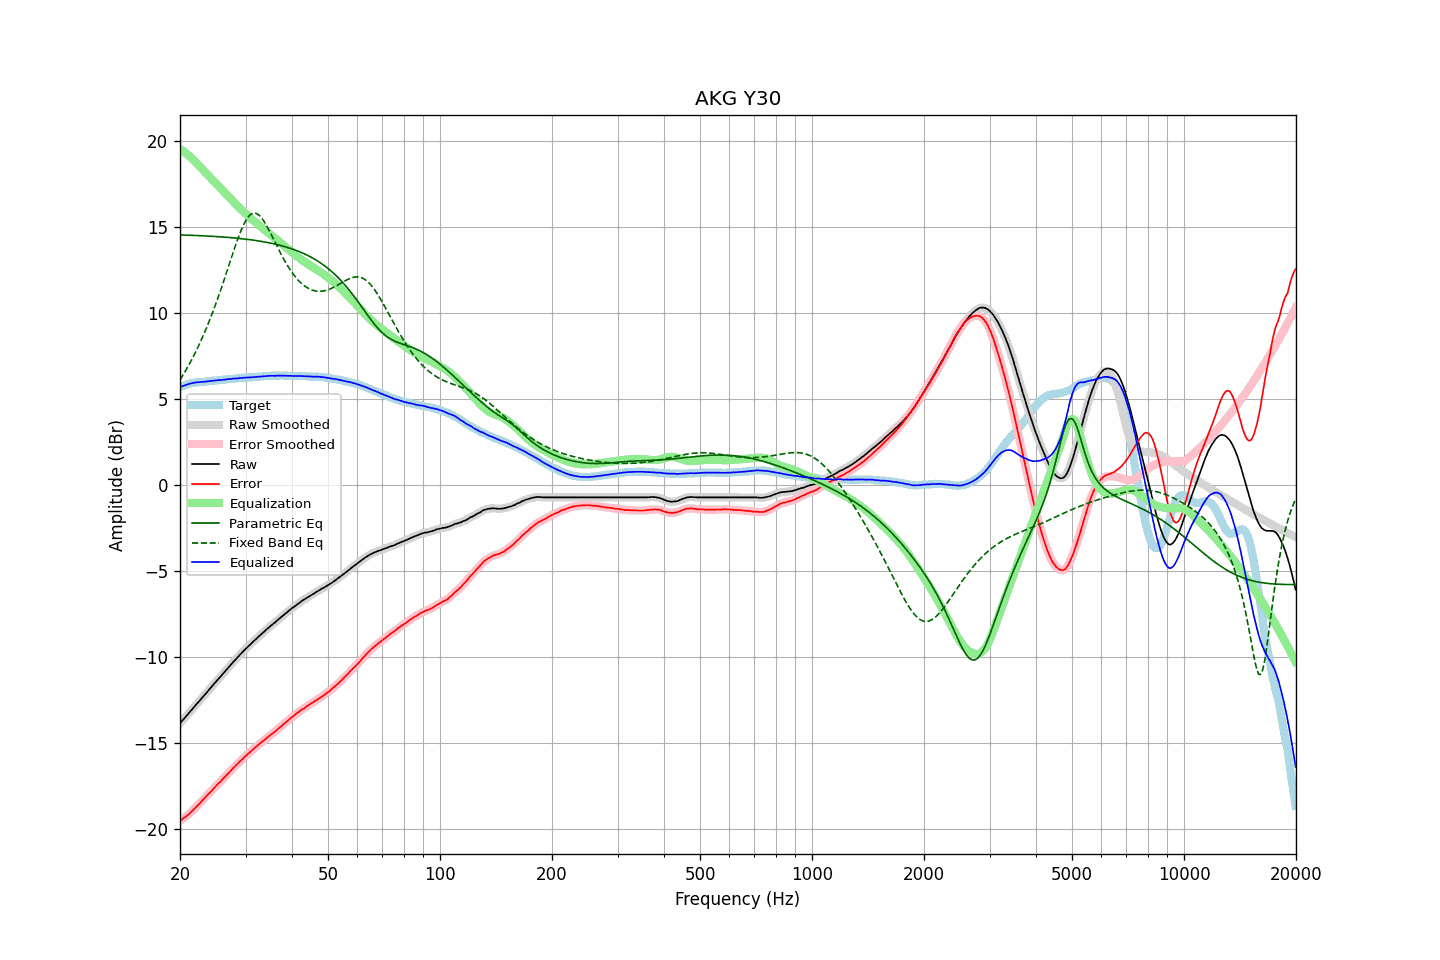 AKG Y30
Amplitude (dBr)
20
15
10
5
0
−5
−10
−15
−20
Target
Raw Smoothed
Error Smoothed
Raw
Error
Equalization
Parametric Eq
Fixed Band Eq
Equalized
20 50 100 200 500 1000 2000 5000 10000 20000
Frequency (Hz)